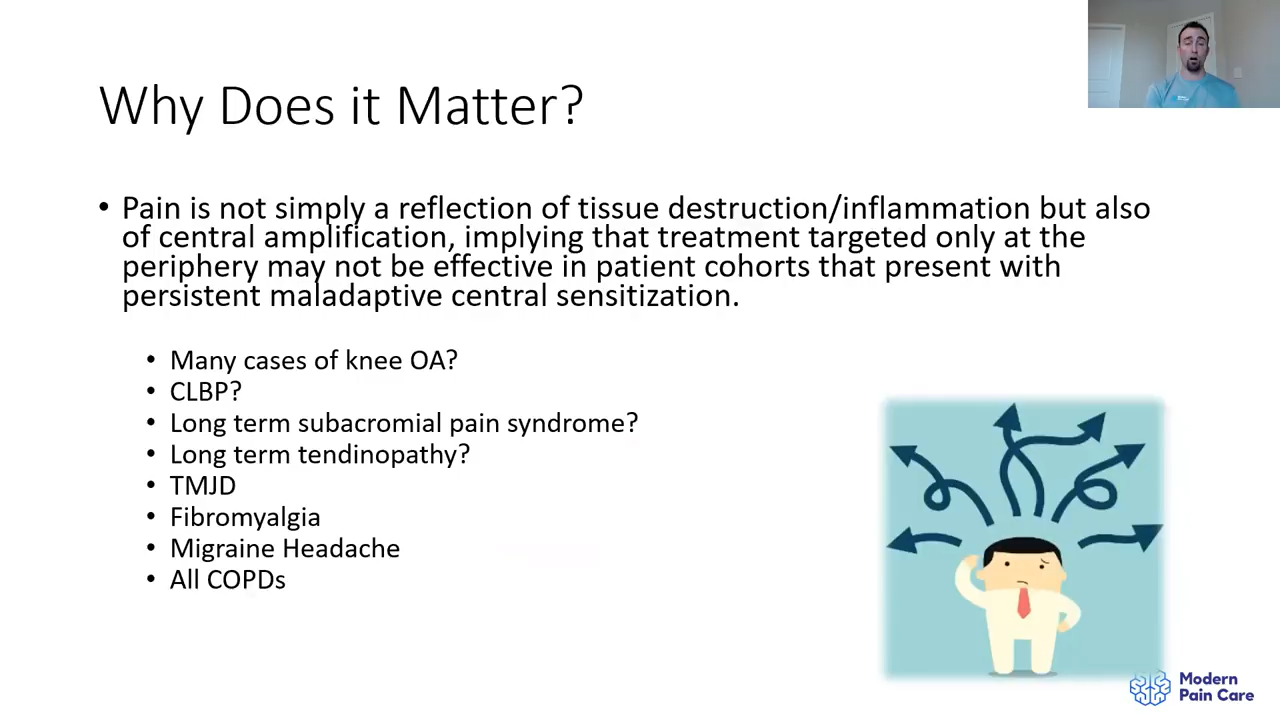 Why Does it Matter?
• Pain is not simply a reflection of tissue destruction/inflammation but also
of central amplification, implying that treatment targeted only at the
periphery may not be effective in patient cohorts that present with
persistent maladaptive central sensitization.
• Many cases of knee OA?
• CLBP?
• Long term subacromial pain syndrome?
• Long term tendinopathy?
• TMJD
• Fibromyalgia
• Migraine Headache
• All COPDs
Modern
Pain Care